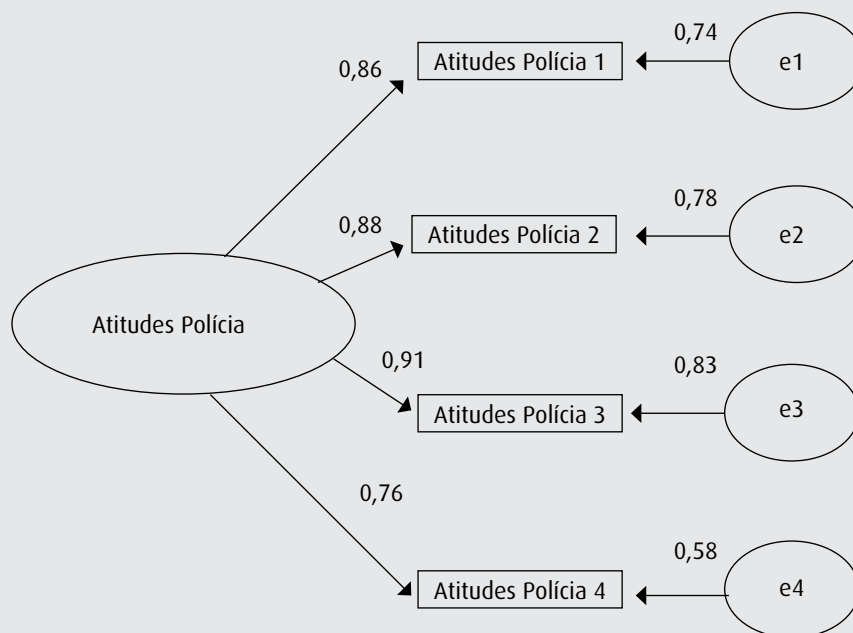 0,74
Atitudes Polícia 1
e1
0,86
0,78
Atitudes Polícia 2
e2
0,88
Atitudes Polícia
0,91
0,83
Atitudes Polícia 3
e3
0,76
0,58
Atitudes Polícia 4
e4